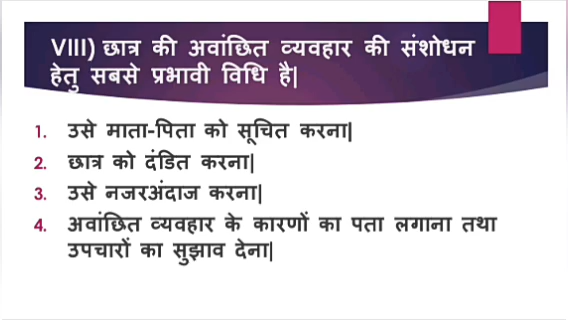 VIII) छात्र की अवांछित व्यवहार की संशोधन
हेतु सबसे प्रभावी विधि है|
1. उसे माता-पिता को सूचित करना|
2. छात्र को दंडित करना|
3. उसे नजरअंदाज करना|
4. अवांछित व्यवहार के कारणों का पता लगाना तथा
उपचारों का सुझाव देना|